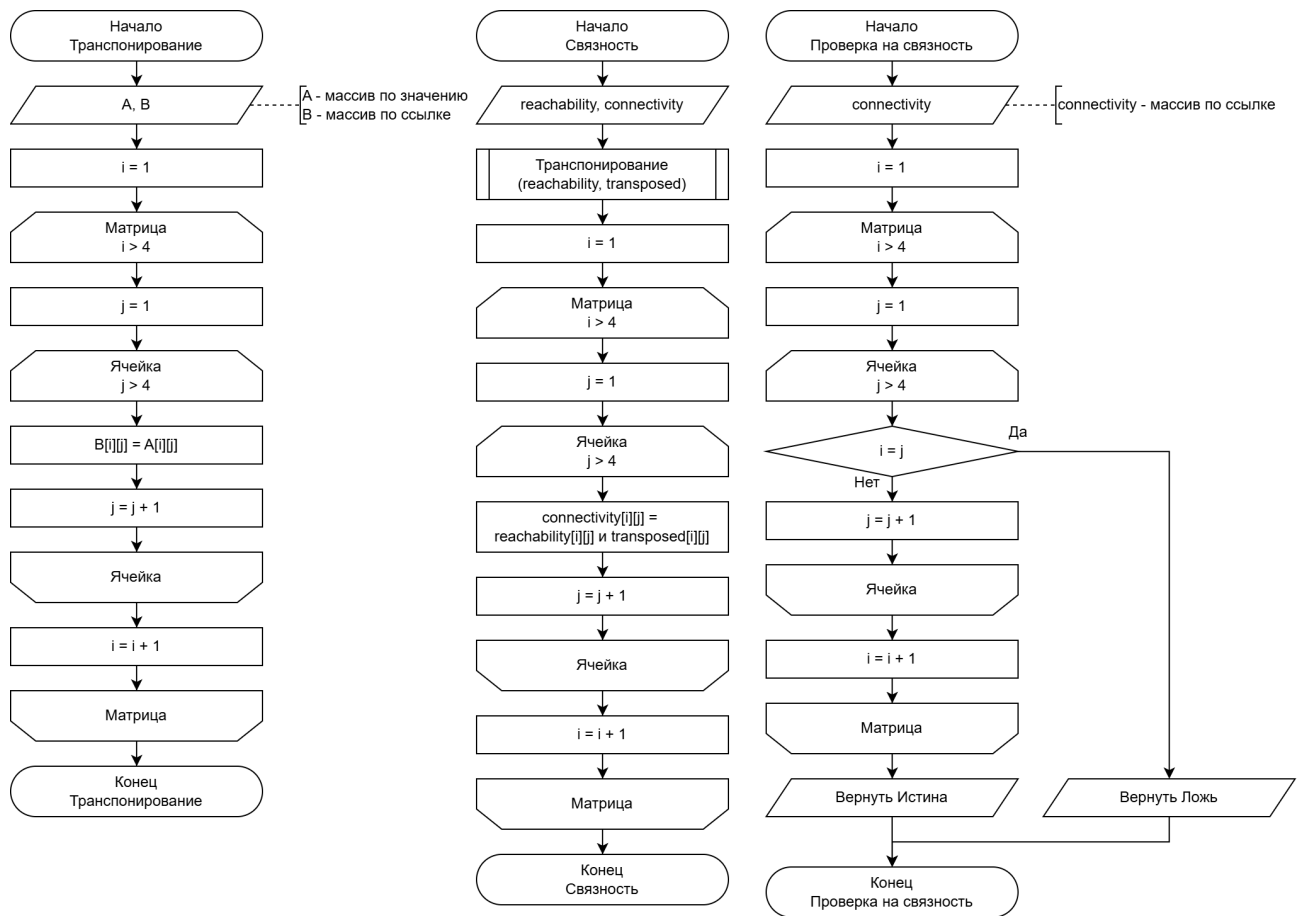 Начало
Транспонирование
A, B
A - массив по значению
B - массив по ссылке
i = 1
Матрица
i > 4
j = 1
Ячейка
j > 4
B[i][j] = A[i][j]
j = j + 1
Ячейка
i = i + 1
Матрица
Конец
Транспонирование
Начало
Связность
reachability, connectivity
Транспонирование
(reachability, transposed)
i = 1
Матрица
i > 4
j = 1
Ячейка
j > 4
connectivity[i][j] =
reachability[i][j] и transposed[i][j]
j = j + 1
Ячейка
i = i + 1
Матрица
Конец
Связность
Начало
Проверка на связность
connectivity
connectivity - массив по ссылке
i = 1
Матрица
i > 4
j = 1
Ячейка
j > 4
i = j
Да
Нет
j = j + 1
Ячейка
i = i + 1
Матрица
Вернуть Истина
Вернуть Ложь
Конец
Проверка на связность